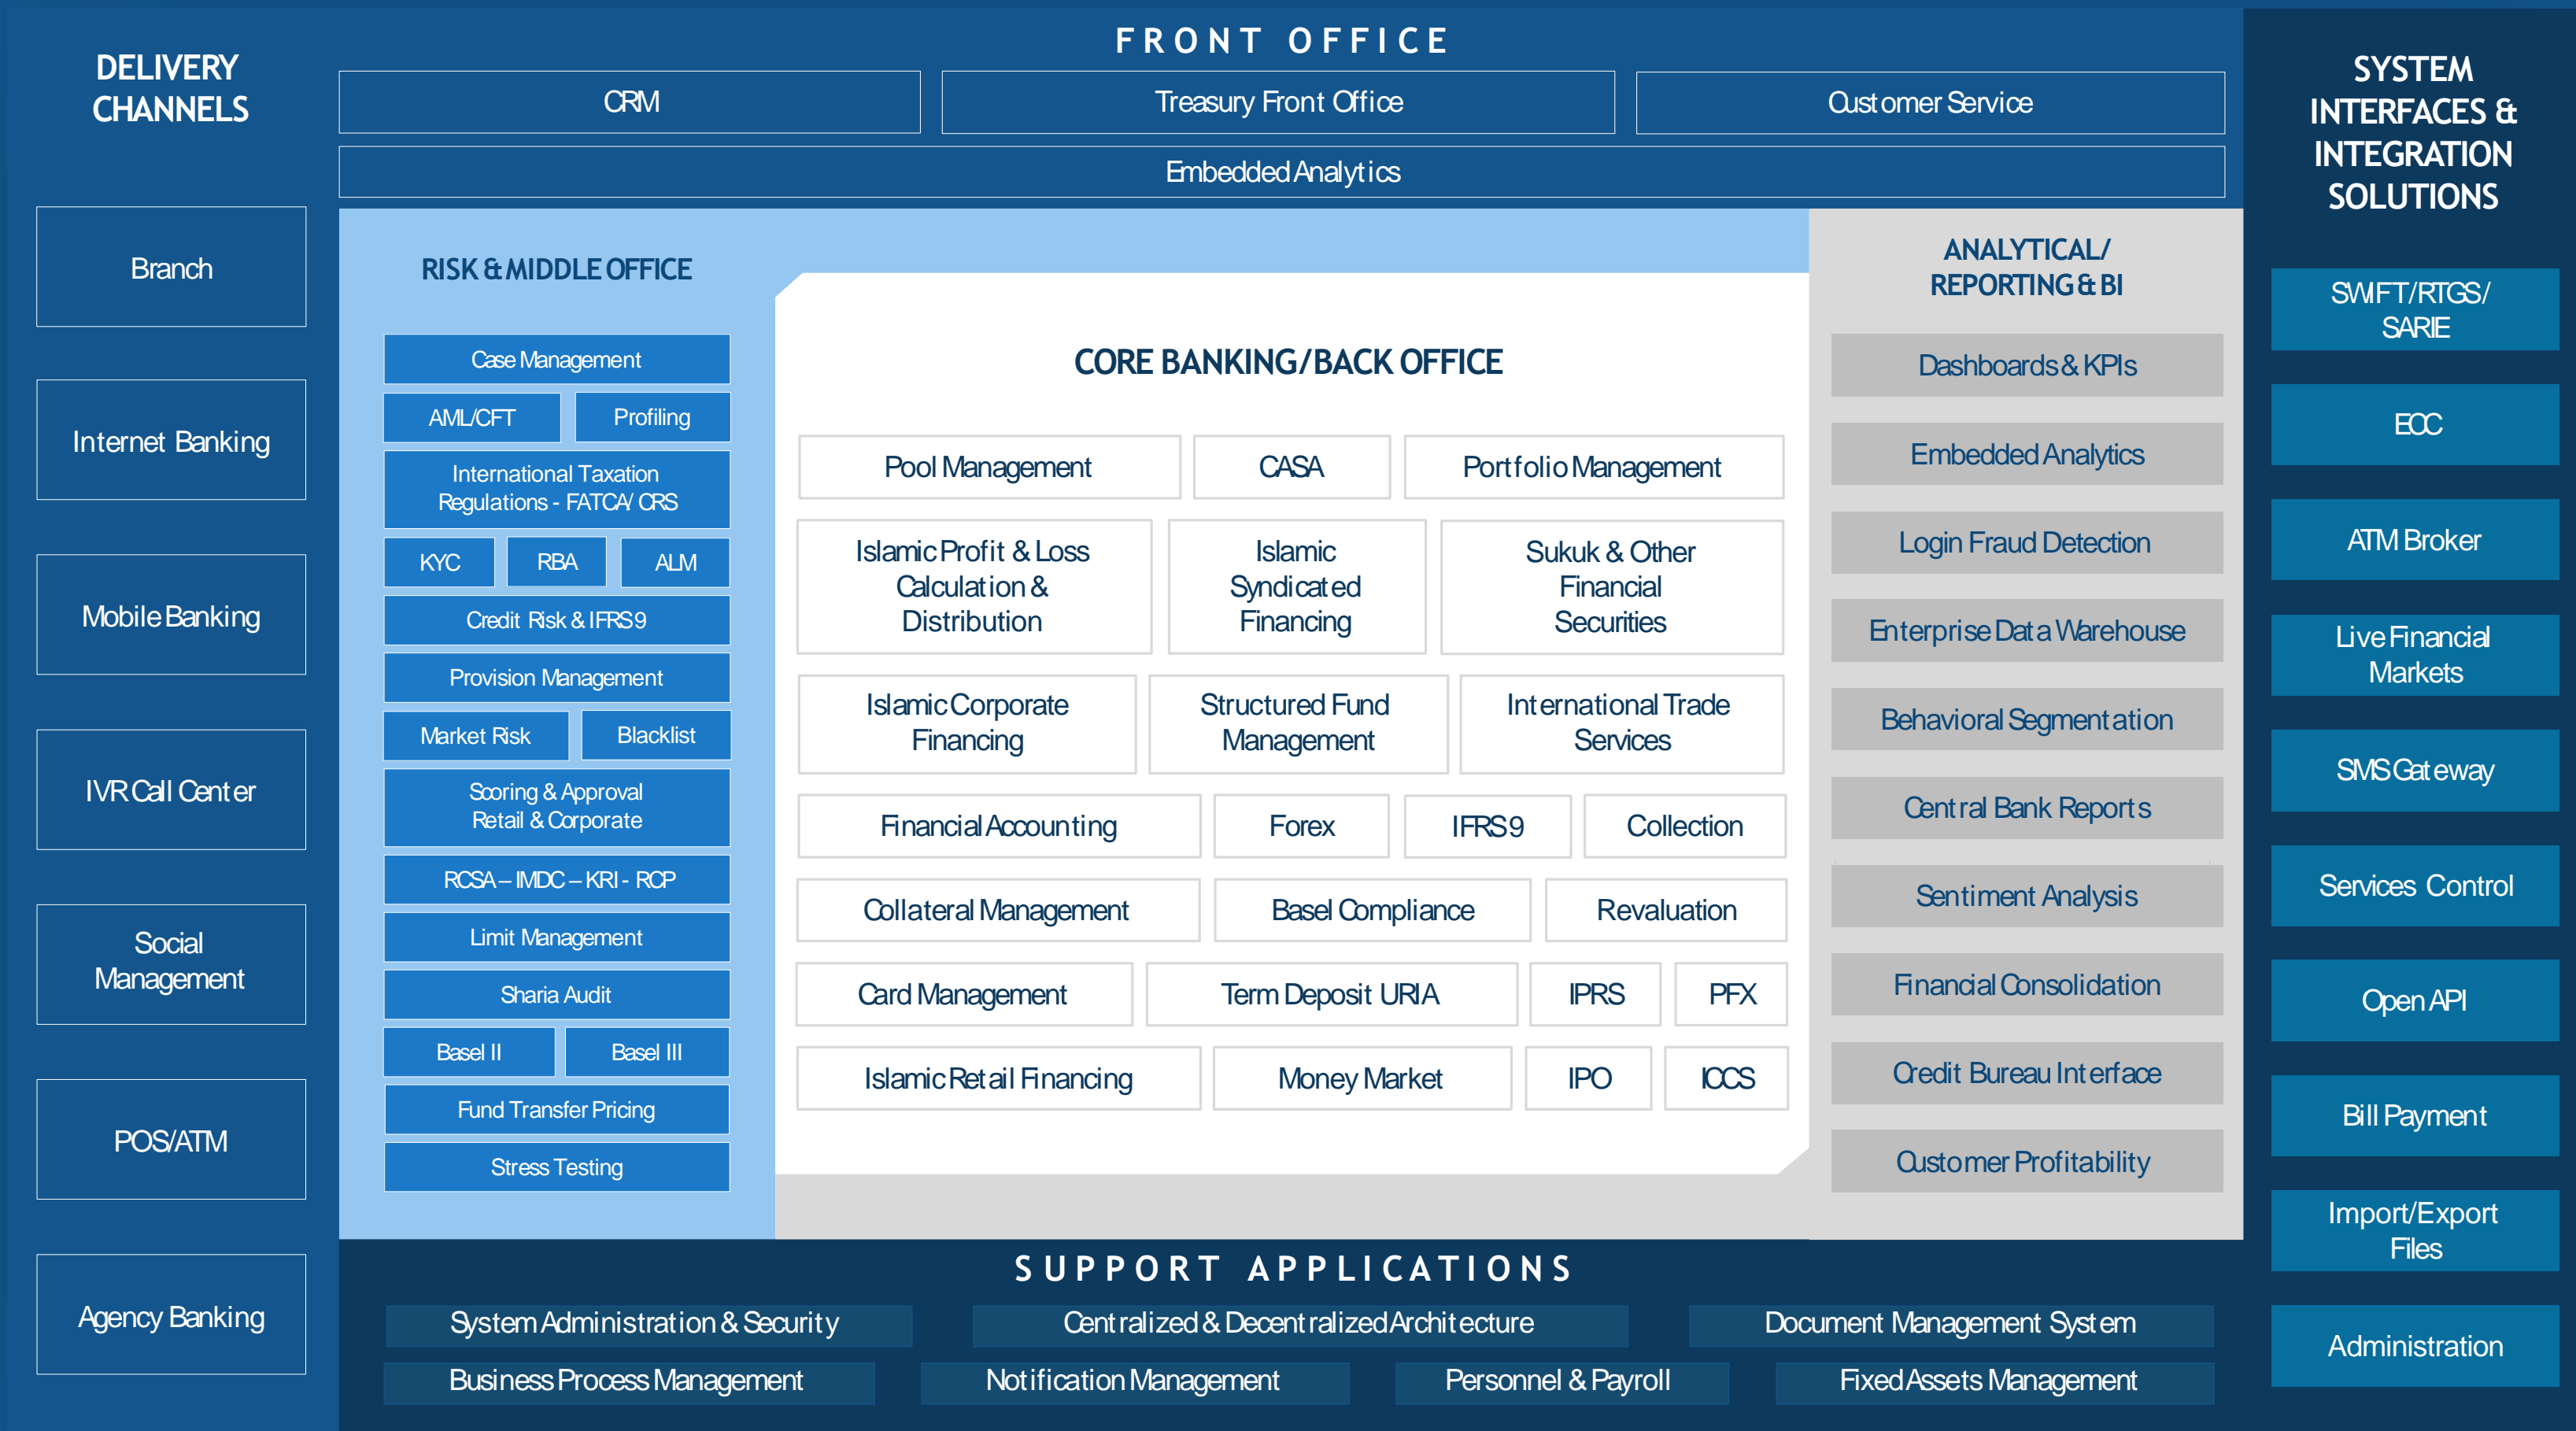 DELIVERY
CHANNELS
Branch
Internet Banking
Mobile Banking
IVR Call Center
Social
Management
POS/ATM
Agency Banking
FRONT OFFICE
CRM
Treasury Front Office
Customer Service
Embedded Analytics
RISK & MIDDLE OFFICE
Case Management
AML/CFT
Profiling
International Taxation
Regulations - FATCA/ CRS
KYC
RBA
ALM
Credit Risk & IFRS 9
Provision Management
Market Risk
Blacklist
Scoring & Approval
Retail & Corporate
RCSA – IMDC – KRI - RCP
Limit Management
Sharia Audit
Basel II
Basel III
Fund Transfer Pricing
Stress Testing
CORE BANKING/BACK OFFICE
Pool Management
CASA
Portfolio Management
Islamic Profit & Loss
Calculation &
Distribution
Islamic
Syndicated
Financing
Sukuk & Other
Financial
Securities
Islamic Corporate
Financing
Structured Fund
Management
International Trade
Services
Financial Accounting
Forex
IFRS 9
Collection
Collateral Management
Basel Compliance
Revaluation
Card Management
Term Deposit URIA
IPRS
PFX
Islamic Retail Financing
Money Market
IPO
ICCS
ANALYTICAL/
REPORTING & BI
Dashboards & KPIs
Embedded Analytics
Login Fraud Detection
Enterprise Data Warehouse
Behavioral Segmentation
Central Bank Reports
Sentiment Analysis
Financial Consolidation
Credit Bureau Interface
Customer Profitability
SUPPORT APPLICATIONS
System Administration & Security
Centralized & Decentralized Architecture
Document Management System
Business Process Management
Notification Management
Personnel & Payroll
Fixed Assets Management
SYSTEM
INTERFACES &
INTEGRATION
SOLUTIONS
SWIFT/RTGS/
SARIE
ECC
ATM Broker
Live Financial
Markets
SMS Gateway
Services Control
Open API
Bill Payment
Import/Export
Files
Administration